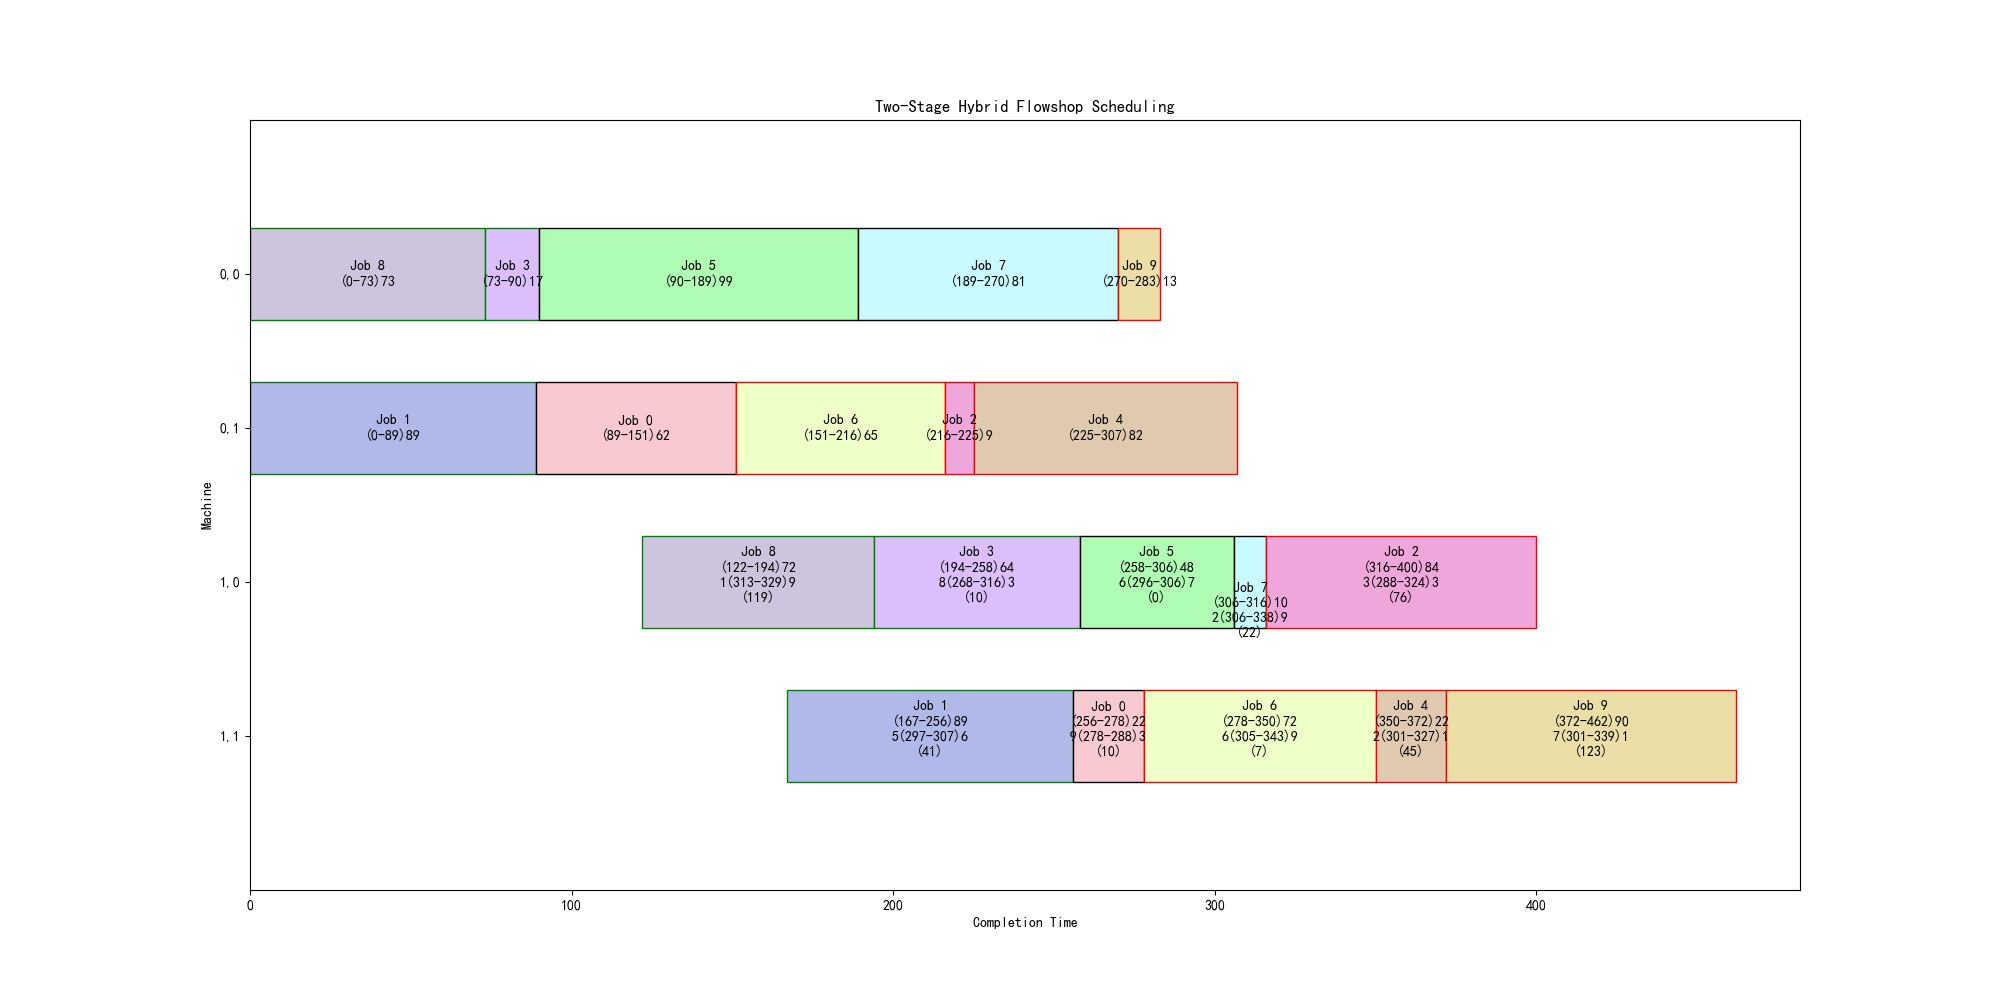 Two-Stage Hybrid Flowshop Scheduling
0,0
Job 8
(0-73)73
Job 3
(73-90)17
Job 5
(90-189)99
Job 7
(189-270)81
Job 9
(270-283)13
0,1
Job 1
(0-89)89
Job 0
(89-151)62
Job 6
(151-216)65
Job 2
(216-225)9
Job 4
(225-307)82
Machine
1,0
Job 8
(122-194)72
1(313-329)9
(119)
Job 3
(194-258)64
8(268-316)3
(10)
Job 5
(258-306)48
6(296-306)7
(0)
Job 7
(306-316)10
2(306-338)9
(22)
Job 2
(316-400)84
3(288-324)3
(76)
1,1
Job 1
(167-256)89
5(297-307)6
(41)
Job 0
(256-278)22
9(278-288)3
(10)
Job 6
(278-350)72
6(305-343)9
(7)
Job 4
(350-372)22
2(301-327)1
(45)
Job 9
(372-462)90
7(301-339)1
(123)
0
100
200
300
400
Completion Time